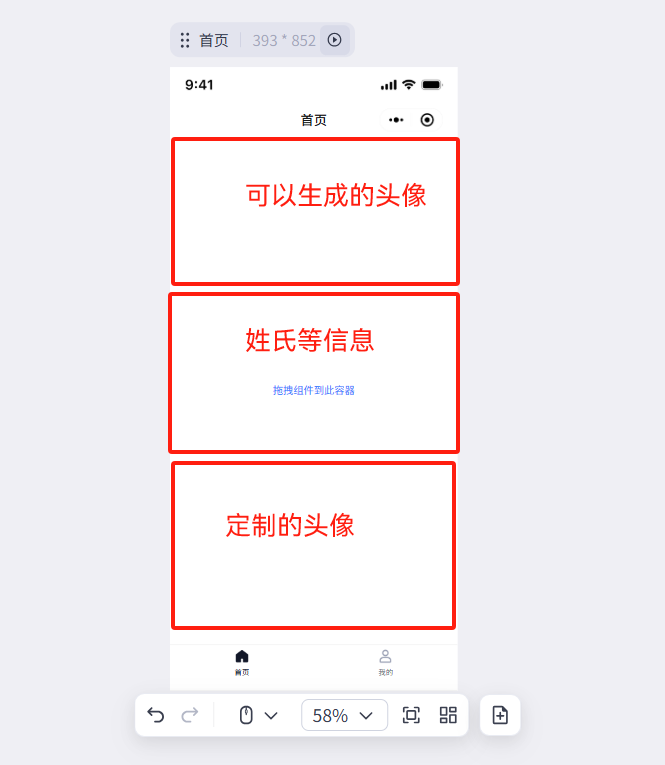 首页
393 * 852
9:41
首页
可以生成的头像
姓氏等信息
拖拽组件到此容器
定制的头像
首页
我的
58%